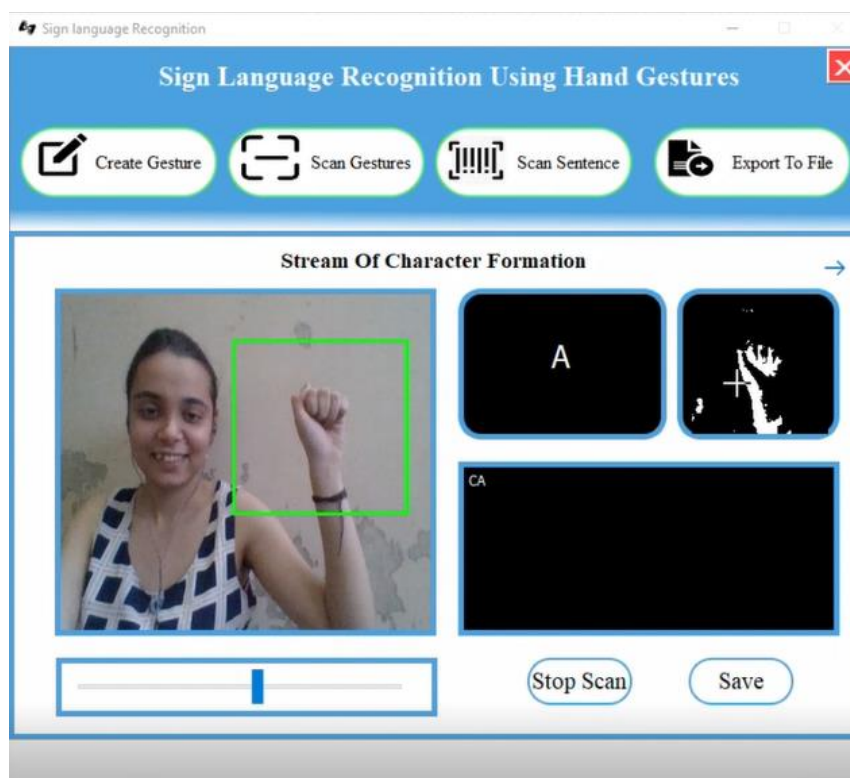 Sign language Recognition
Sign Language Recognition Using Hand Gestures
Create Gesture
Scan Gestures
Scan Sentence
Export To File
Stream Of Character Formation
A
CA
Stop Scan
Save